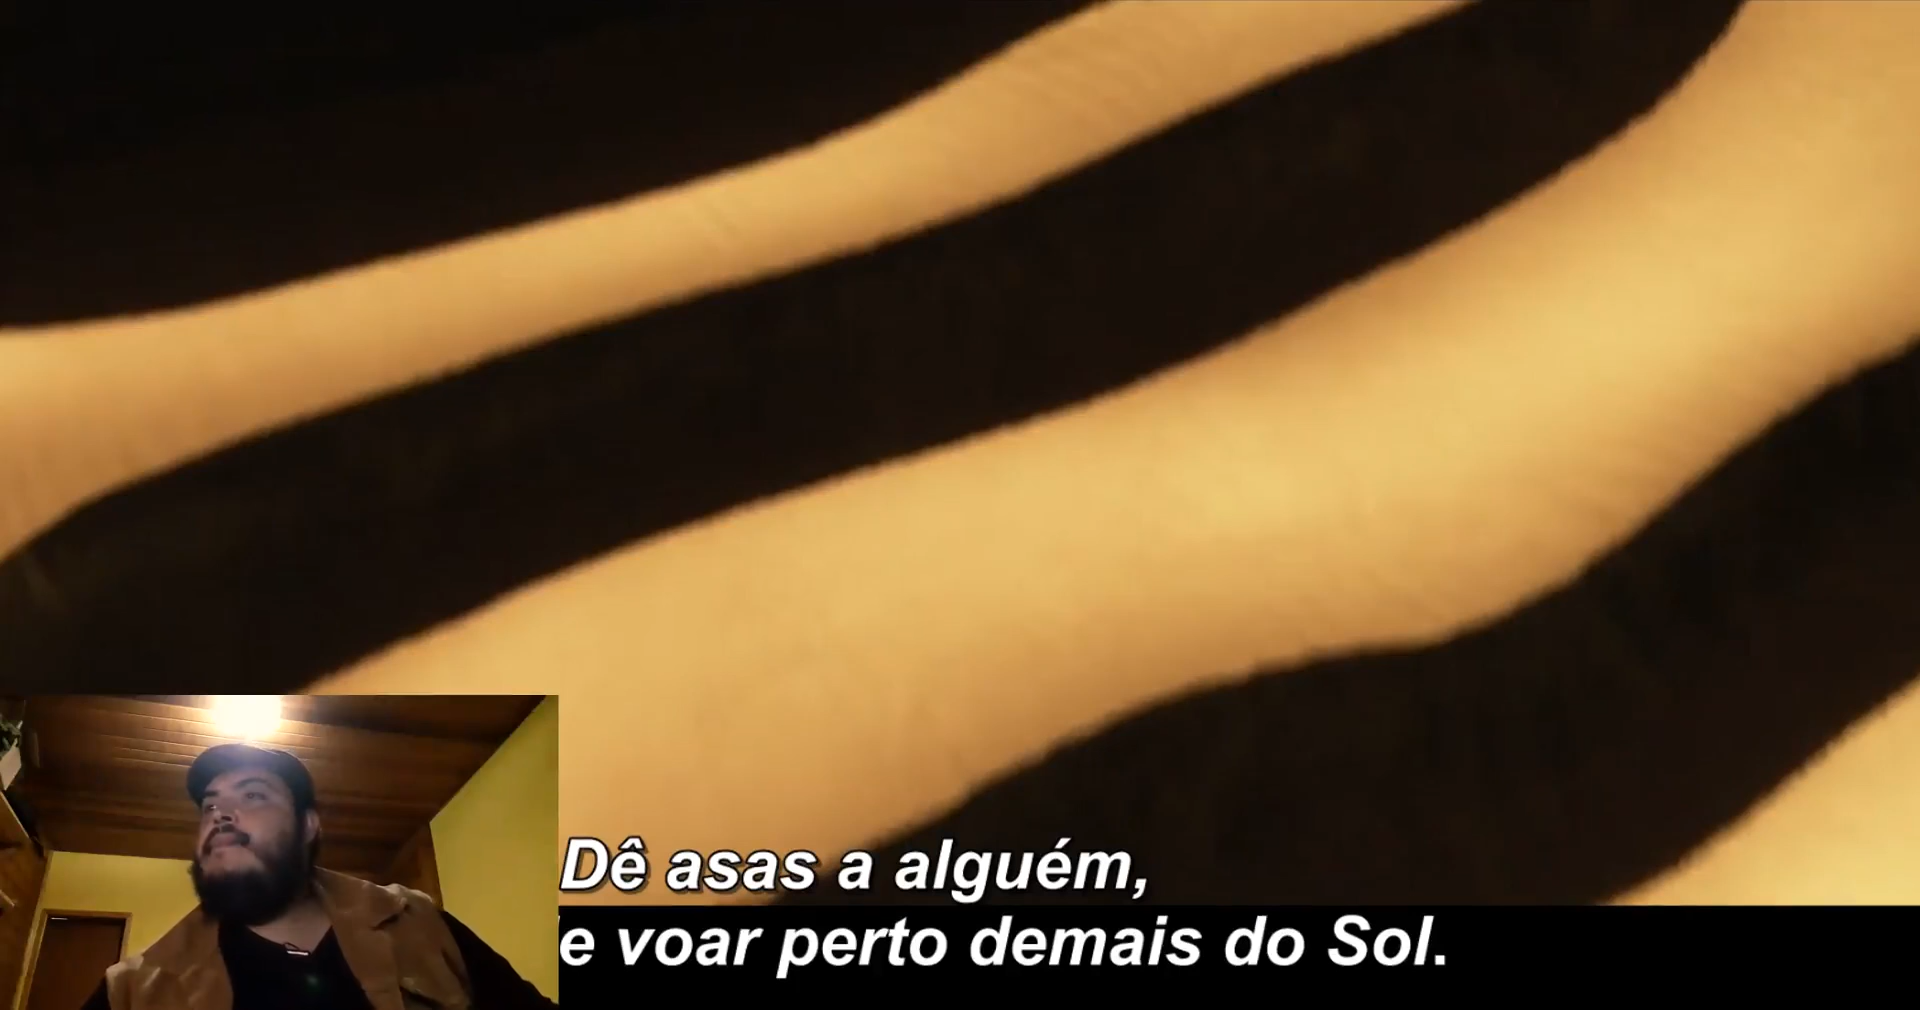 Dê asas a alguém,
e voar perto demais do Sol.